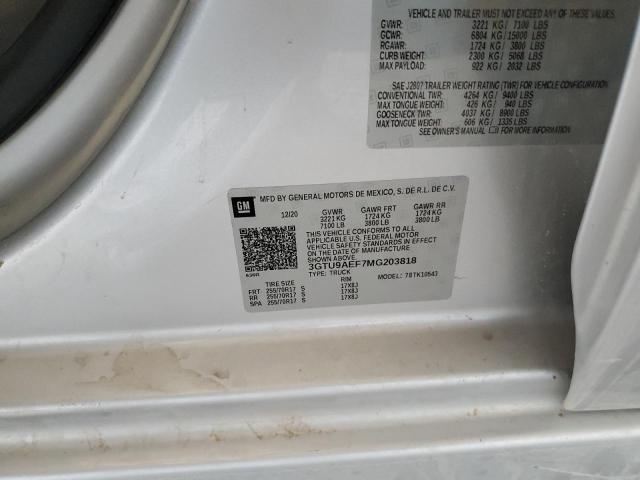 VEHICLE AND TRAILER MUST NOT EXCEED ANY OF THESE VALUES
GVWR: 3221 KG / 7100 LBS
GCWR: 6804 KG / 15000 LBS
RGAWR: 1724 KG / 3800 LBS
CURB WEIGHT: 2300 KG / 5068 LBS
MAX PAYLOAD: 922 KG / 2032 LBS
SAE J2807 TRAILER WEIGHT RATING (TWR) FOR VEHICLE CONFIGURATION
CONVENTIONAL TWR: 4264 KG / 9400 LBS
MAX TONGUE WEIGHT: 426 KG / 940 LBS
GOOSENECK TWR: 4037 KG / 8900 LBS
MAX TONGUE WEIGHT: 606 KG / 1335 LBS
SEE OWNER'S MANUAL FOR ADDITIONAL INFORMATION
GM MFD BY GENERAL MOTORS DE MEXICO, S. DE R.L. DE C.V.
12/20 GVWR GAWR FRT GAWR RR
3221 KG 1724 KG 1724 KG
7100 LB 3800 LB 3800 LB
THIS VEHICLE CONFORMS TO ALL
APPLICABLE U.S. FEDERAL MOTOR
VEHICLE SAFETY STANDARDS IN EFFECT ON
THE DATE OF MANUFACTURE SHOWN ABOVE.
3GTU9AEF7MG203818
TYPE: TRUCK MODEL: 78TK10543
TIRE SIZE RIM
FRT 255/70R17 S 17X8J
RR 255/70R17 S 17X8J
SPA 255/70R17 S 17X8J